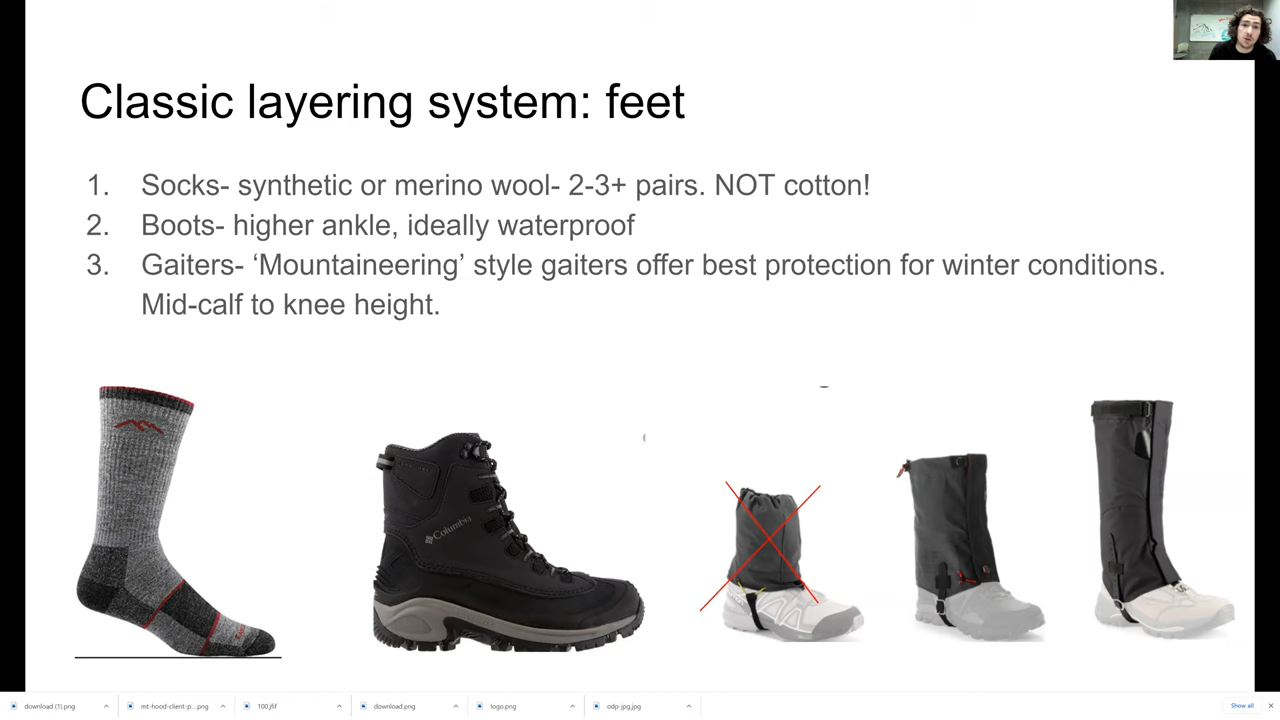 Classic layering system: feet
1. Socks- synthetic or merino wool- 2-3+ pairs. NOT cotton!
2. Boots- higher ankle, ideally waterproof
3. Gaiters- ‘Mountaineering’ style gaiters offer best protection for winter conditions.
Mid-calf to knee height.
Columbia
download (1).png
mt-hood-client-p...png
100.jfif
download.png
logo.png
odp-jpg.jpg
Show all